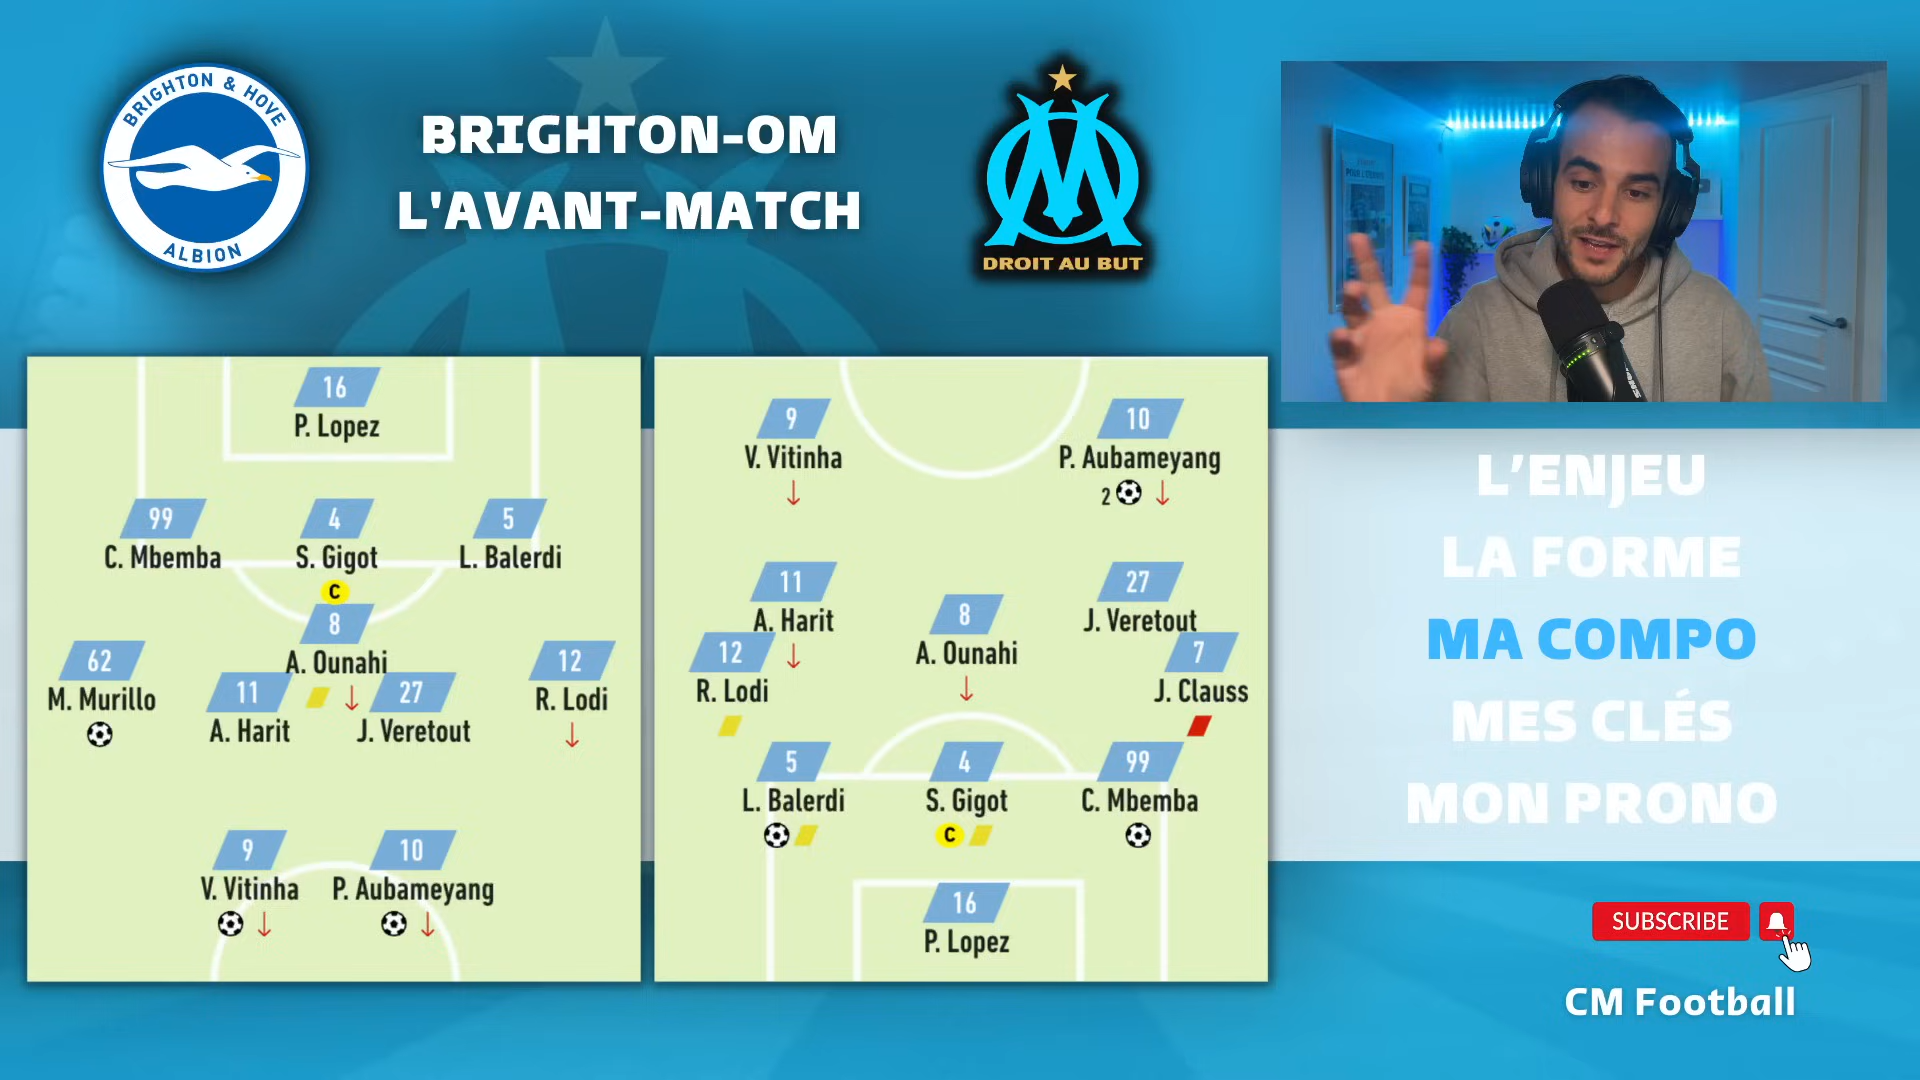 BRIGHTON & HOVE
ALBION
BRIGHTON-OM
L'AVANT-MATCH
DROIT AU BUT
16
P. Lopez
99
C. Mbemba
4
S. Gigot
C
5
L. Balerdi
8
A. Ounahi
62
M. Murillo
11
A. Harit
27
J. Veretout
12
R. Lodi
9
V. Vitinha
10
P. Aubameyang
9
V. Vitinha
10
P. Aubameyang
2
11
A. Harit
8
A. Ounahi
27
J. Veretout
12
R. Lodi
7
J. Clauss
5
L. Balerdi
4
S. Gigot
C
99
C. Mbemba
16
P. Lopez
L’ENJEU
LA FORME
MA COMPO
MES CLÉS
MON PRONO
SUBSCRIBE
CM Football